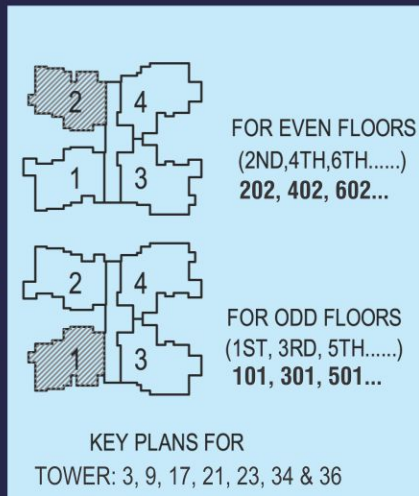 2 4
1 3
FOR EVEN FLOORS
(2ND,4TH,6TH......)
202, 402, 602...
2 4
1 3
FOR ODD FLOORS
(1ST, 3RD, 5TH......)
101, 301, 501...
KEY PLANS FOR
TOWER: 3, 9, 17, 21, 23, 34 & 36